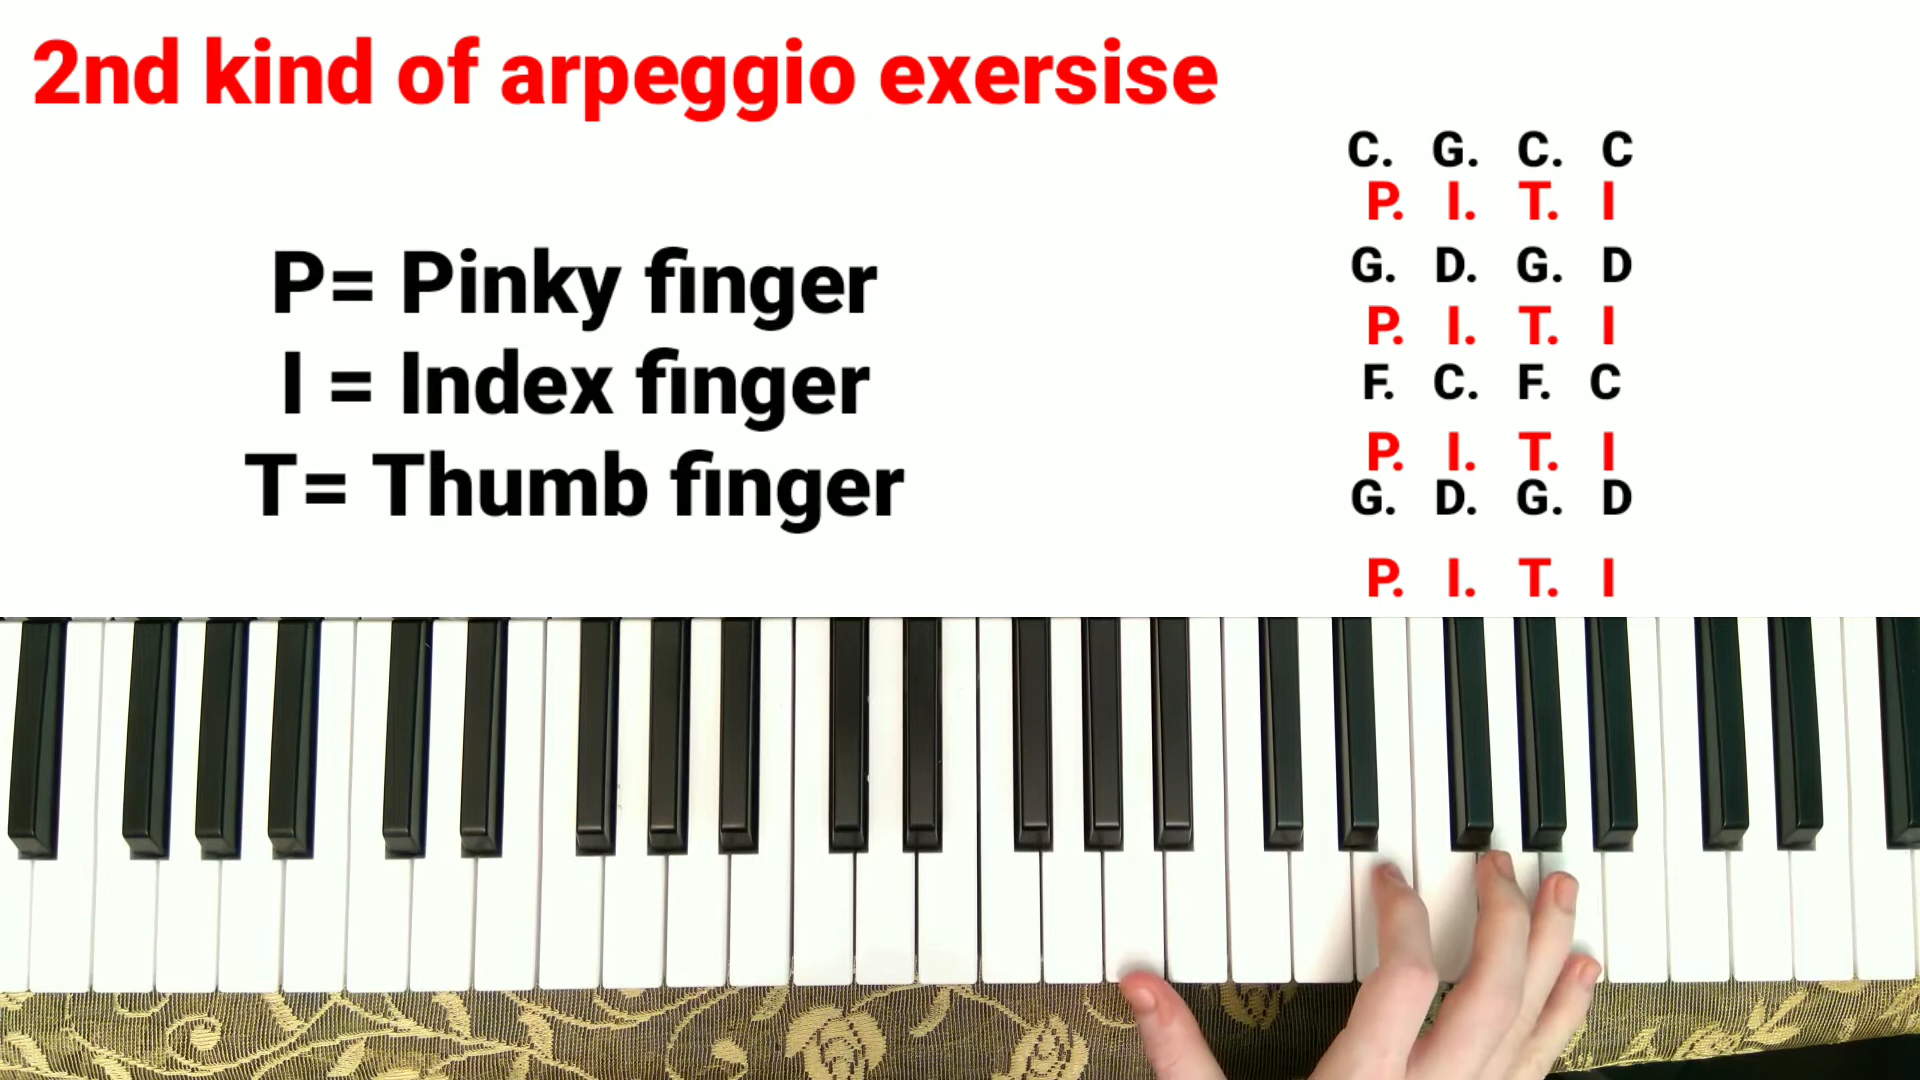 2nd kind of arpeggio exersise
P= Pinky finger
I = Index finger
T= Thumb finger
C. G. C. C
P. I. T. I
G. D. G. D
P. I. T. I
F. C. F. C
P. I. T. I
G. D. G. D
P. I. T. I